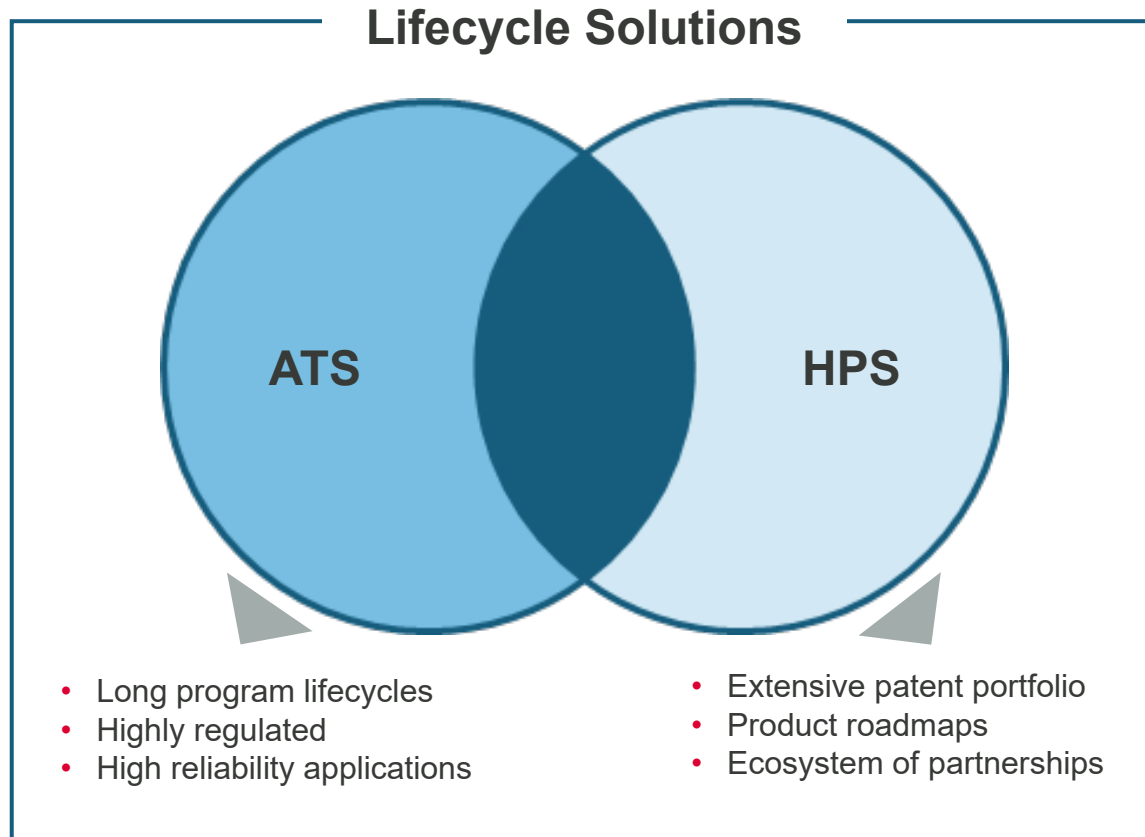 Lifecycle Solutions
ATS
HPS
• Long program lifecycles
• Highly regulated
• High reliability applications
• Extensive patent portfolio
• Product roadmaps
• Ecosystem of partnerships